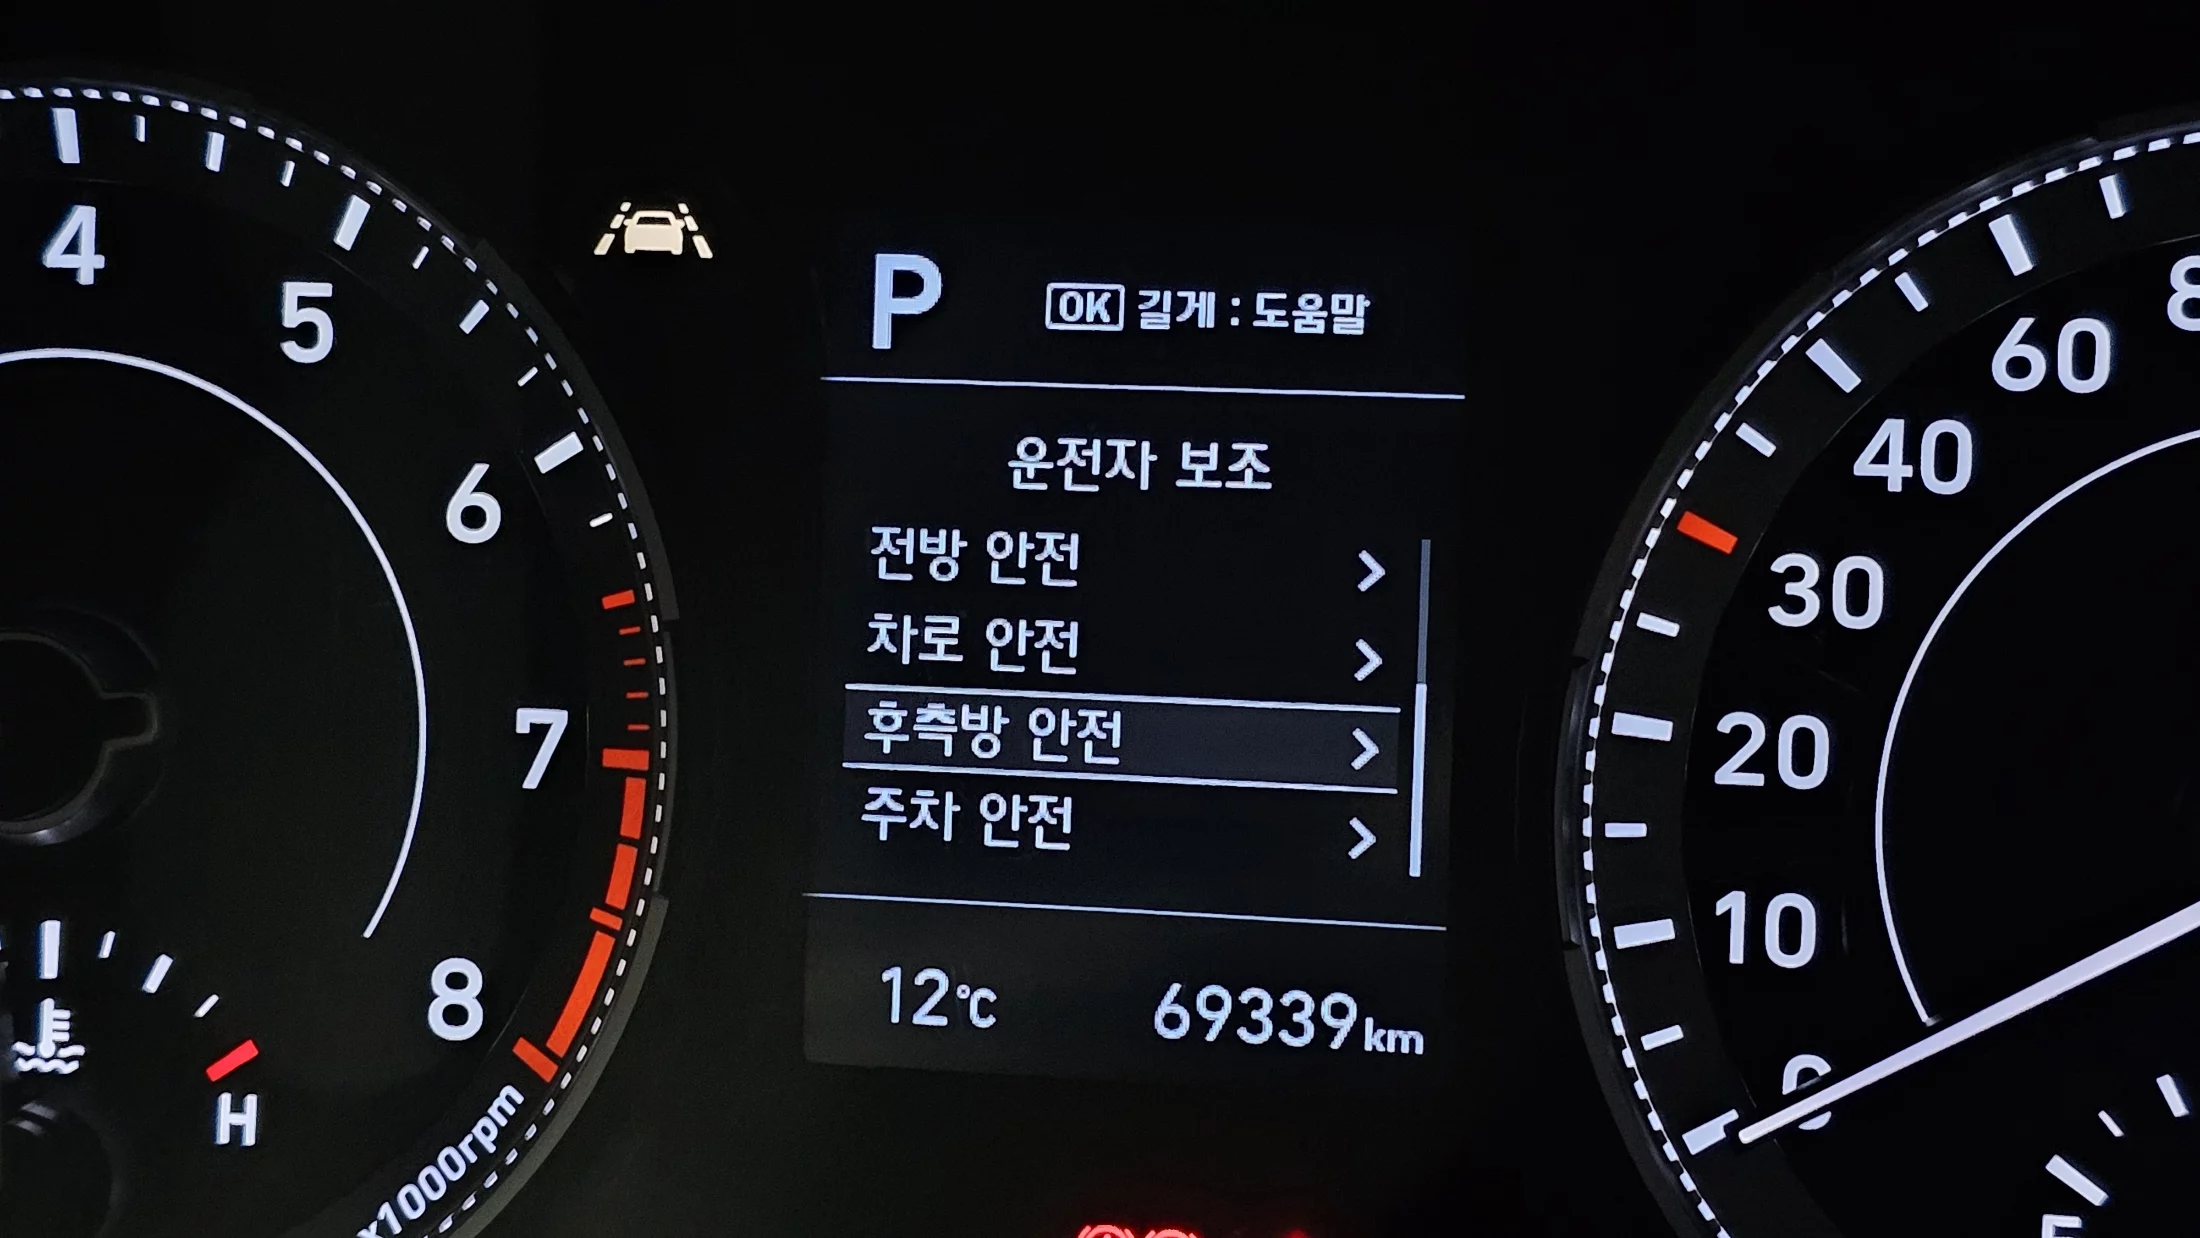 4
5
6
7
8
x1000rpm
H
P
OK 길게 : 도움말
운전자 보조
전방 안전
차로 안전
후측방 안전
주차 안전
12°C
69339km
60
40
30
20
10
0